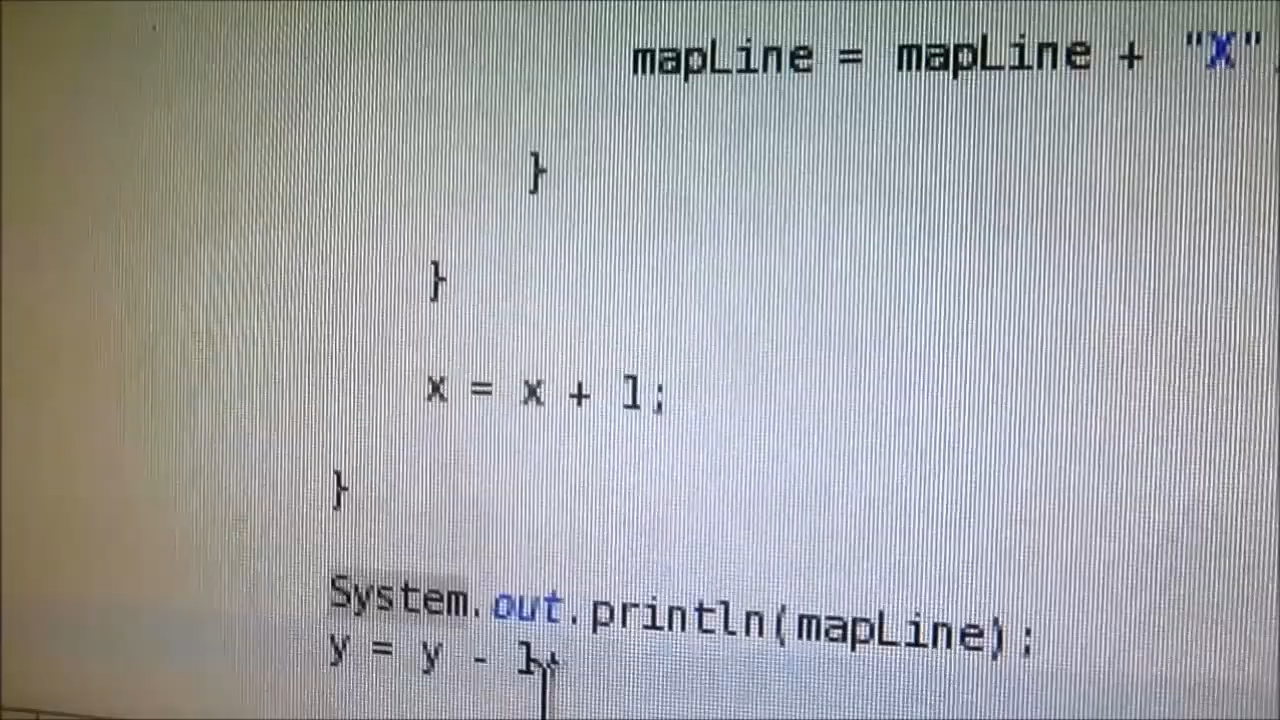 mapLine = mapLine + "X"
}
}
x = x + 1;
}
System.out.println(mapLine);
y = y - 1